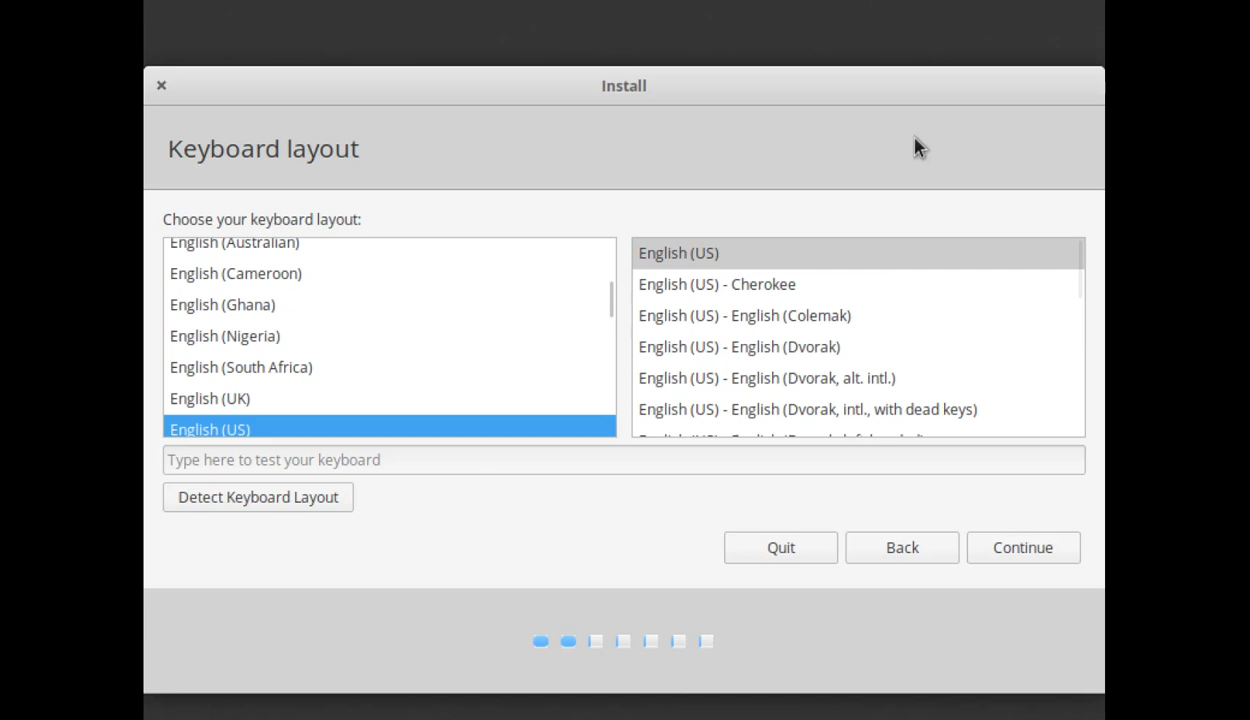 Install
Keyboard layout
Choose your keyboard layout:
English (Australian)
English (Cameroon)
English (Ghana)
English (Nigeria)
English (South Africa)
English (UK)
English (US)
English (US)
English (US) - Cherokee
English (US) - English (Colemak)
English (US) - English (Dvorak)
English (US) - English (Dvorak, alt. intl.)
English (US) - English (Dvorak, intl., with dead keys)
Type here to test your keyboard
Detect Keyboard Layout
Quit
Back
Continue